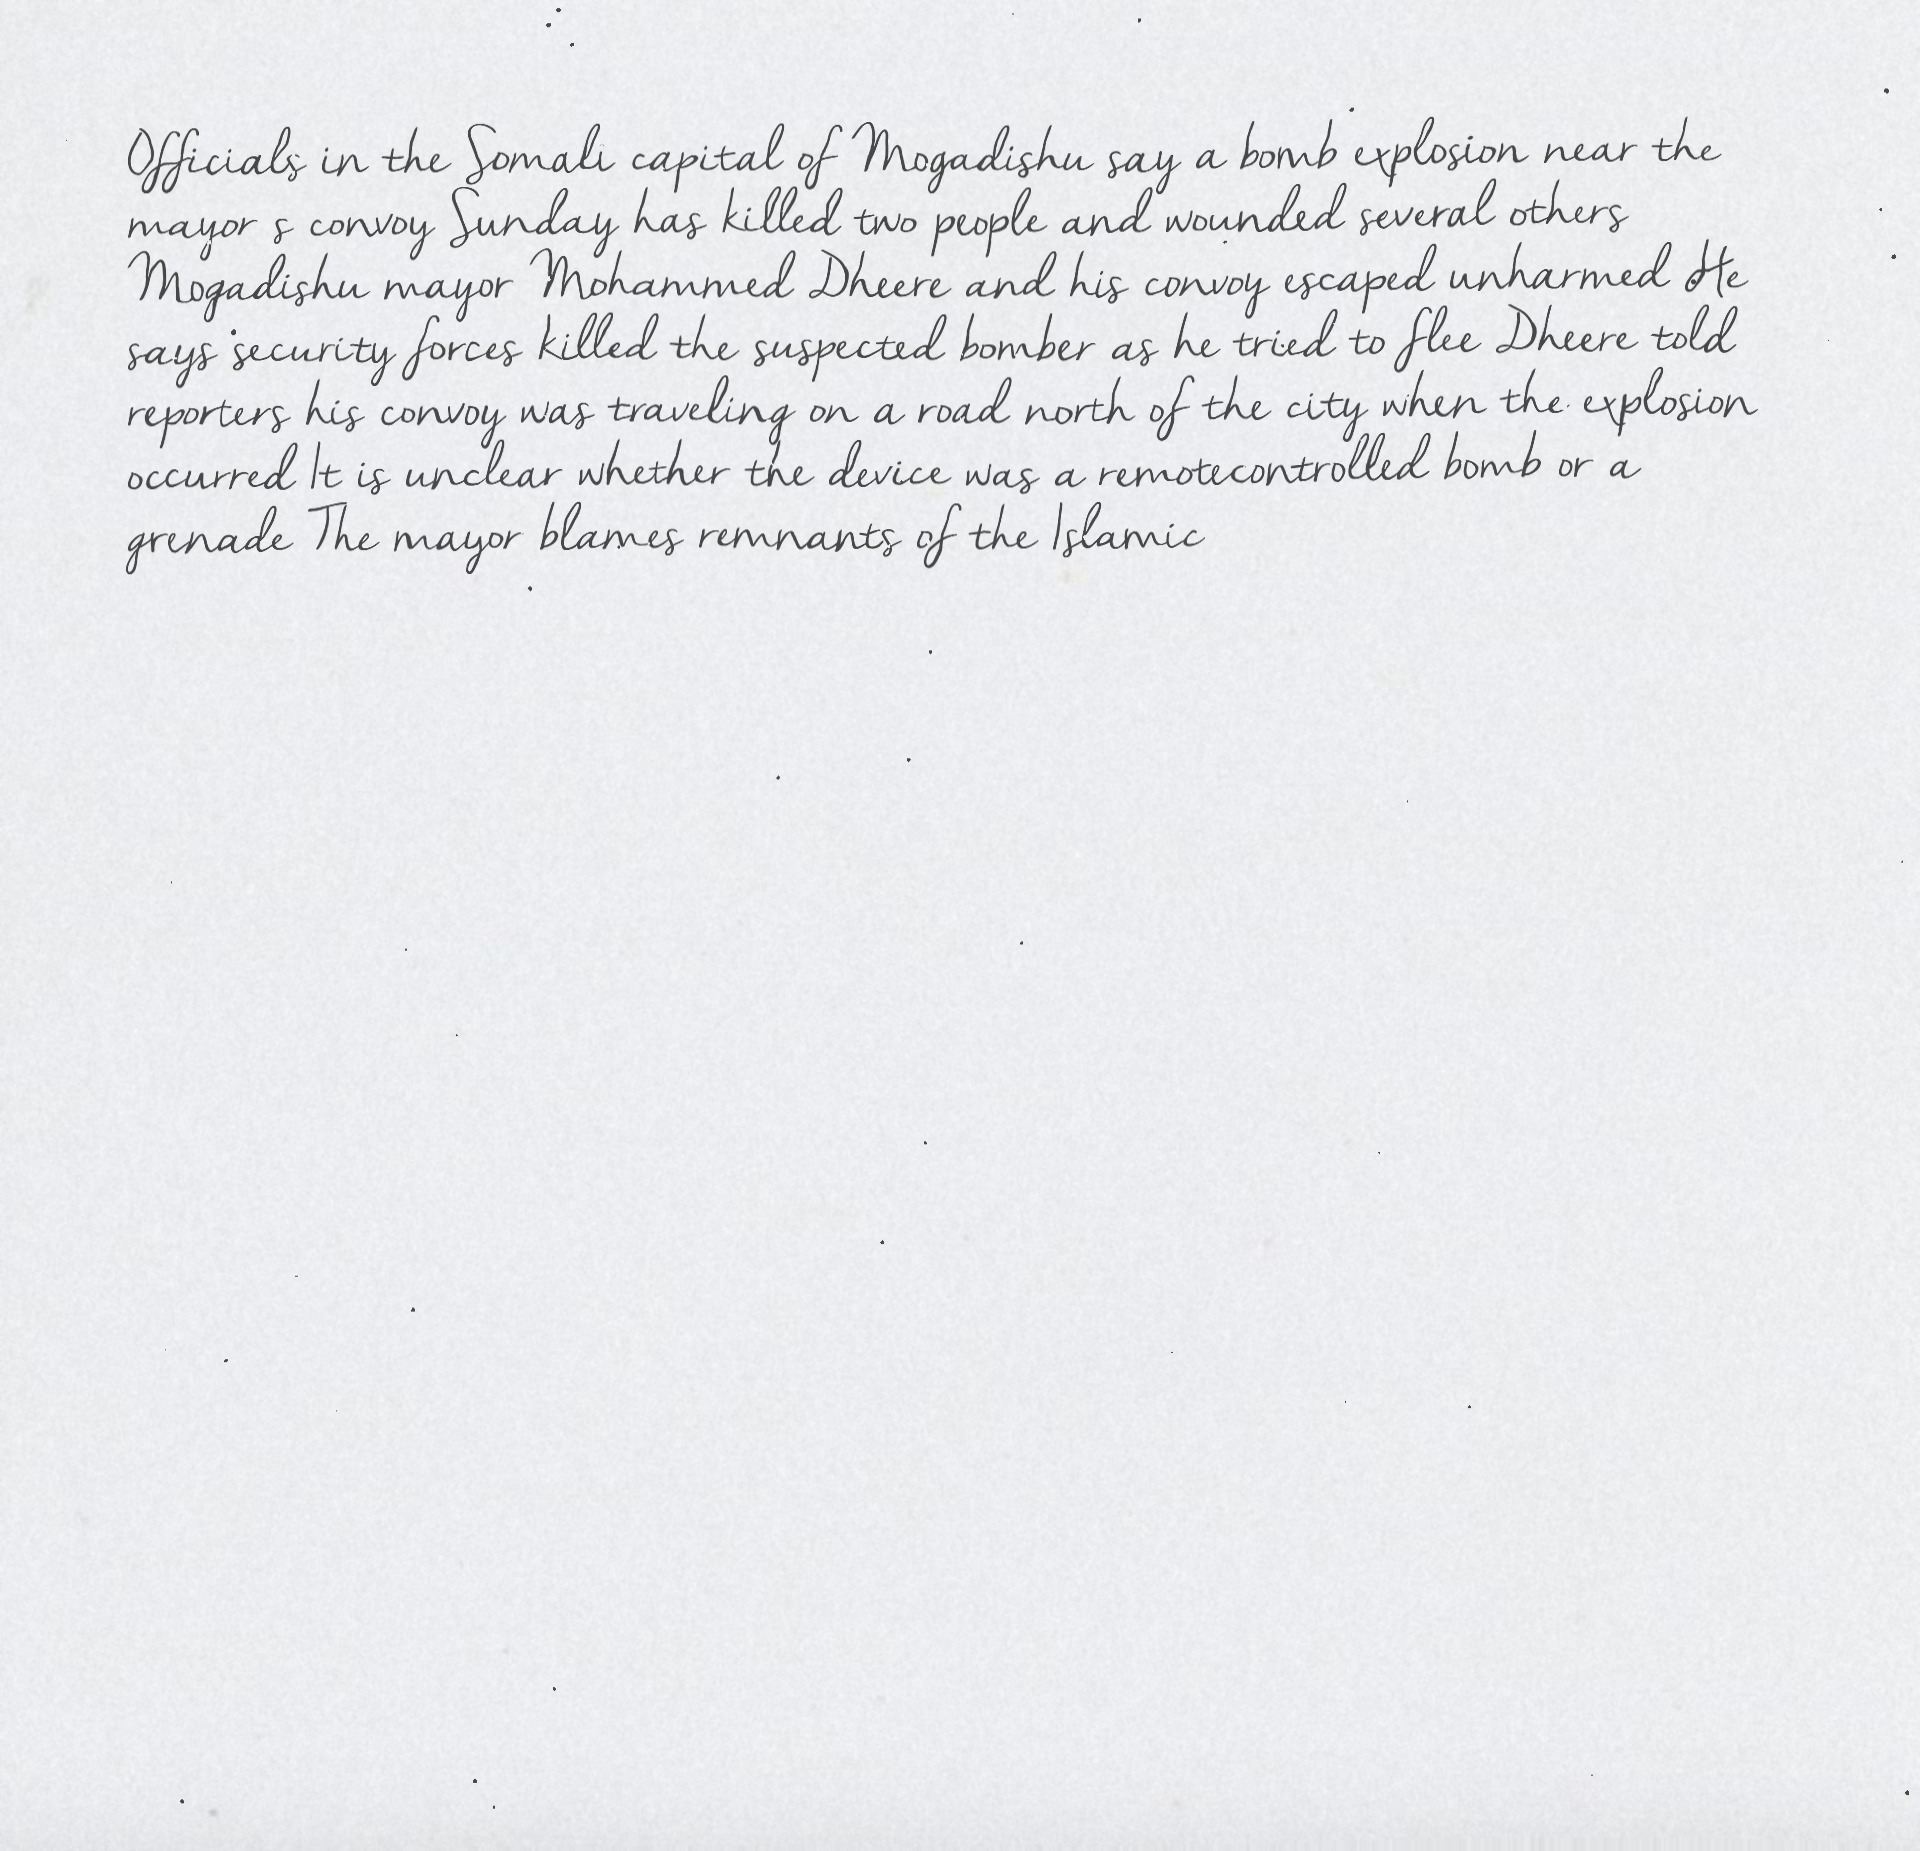 Officials in the Somali capital of Mogadishu say a bomb explosion near the
mayor s convoy Sunday has killed two people and wounded several others
Mogadishu mayor Mohammed Dheere and his convoy escaped unharmed He
says security forces killed the suspected bomber as he tried to flee Dheere told
reporters his convoy was traveling on a road north of the city when the explosion
occurred It is unclear whether the device was a remotecontrolled bomb or a
grenade The mayor blames remnants of the Islamic